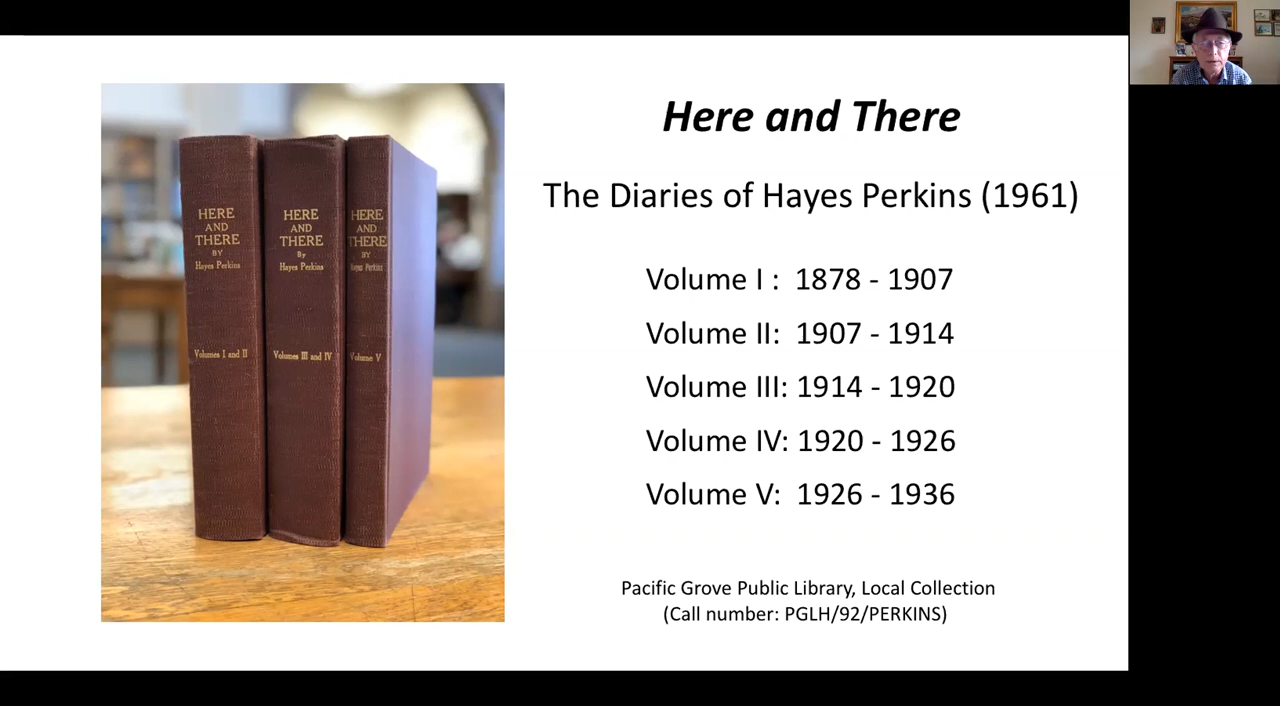 HERE
AND
THERE
BY
Hayes Perkins
Volumes I and II
HERE
AND
THERE
By
Hayes Perkins
Volumes III and IV
HERE
AND
THERE
BY
Hayes Perkins
Volume V
Here and There
The Diaries of Hayes Perkins (1961)
Volume I : 1878 - 1907
Volume II: 1907 - 1914
Volume III: 1914 - 1920
Volume IV: 1920 - 1926
Volume V: 1926 - 1936
Pacific Grove Public Library, Local Collection
(Call number: PGLH/92/PERKINS)